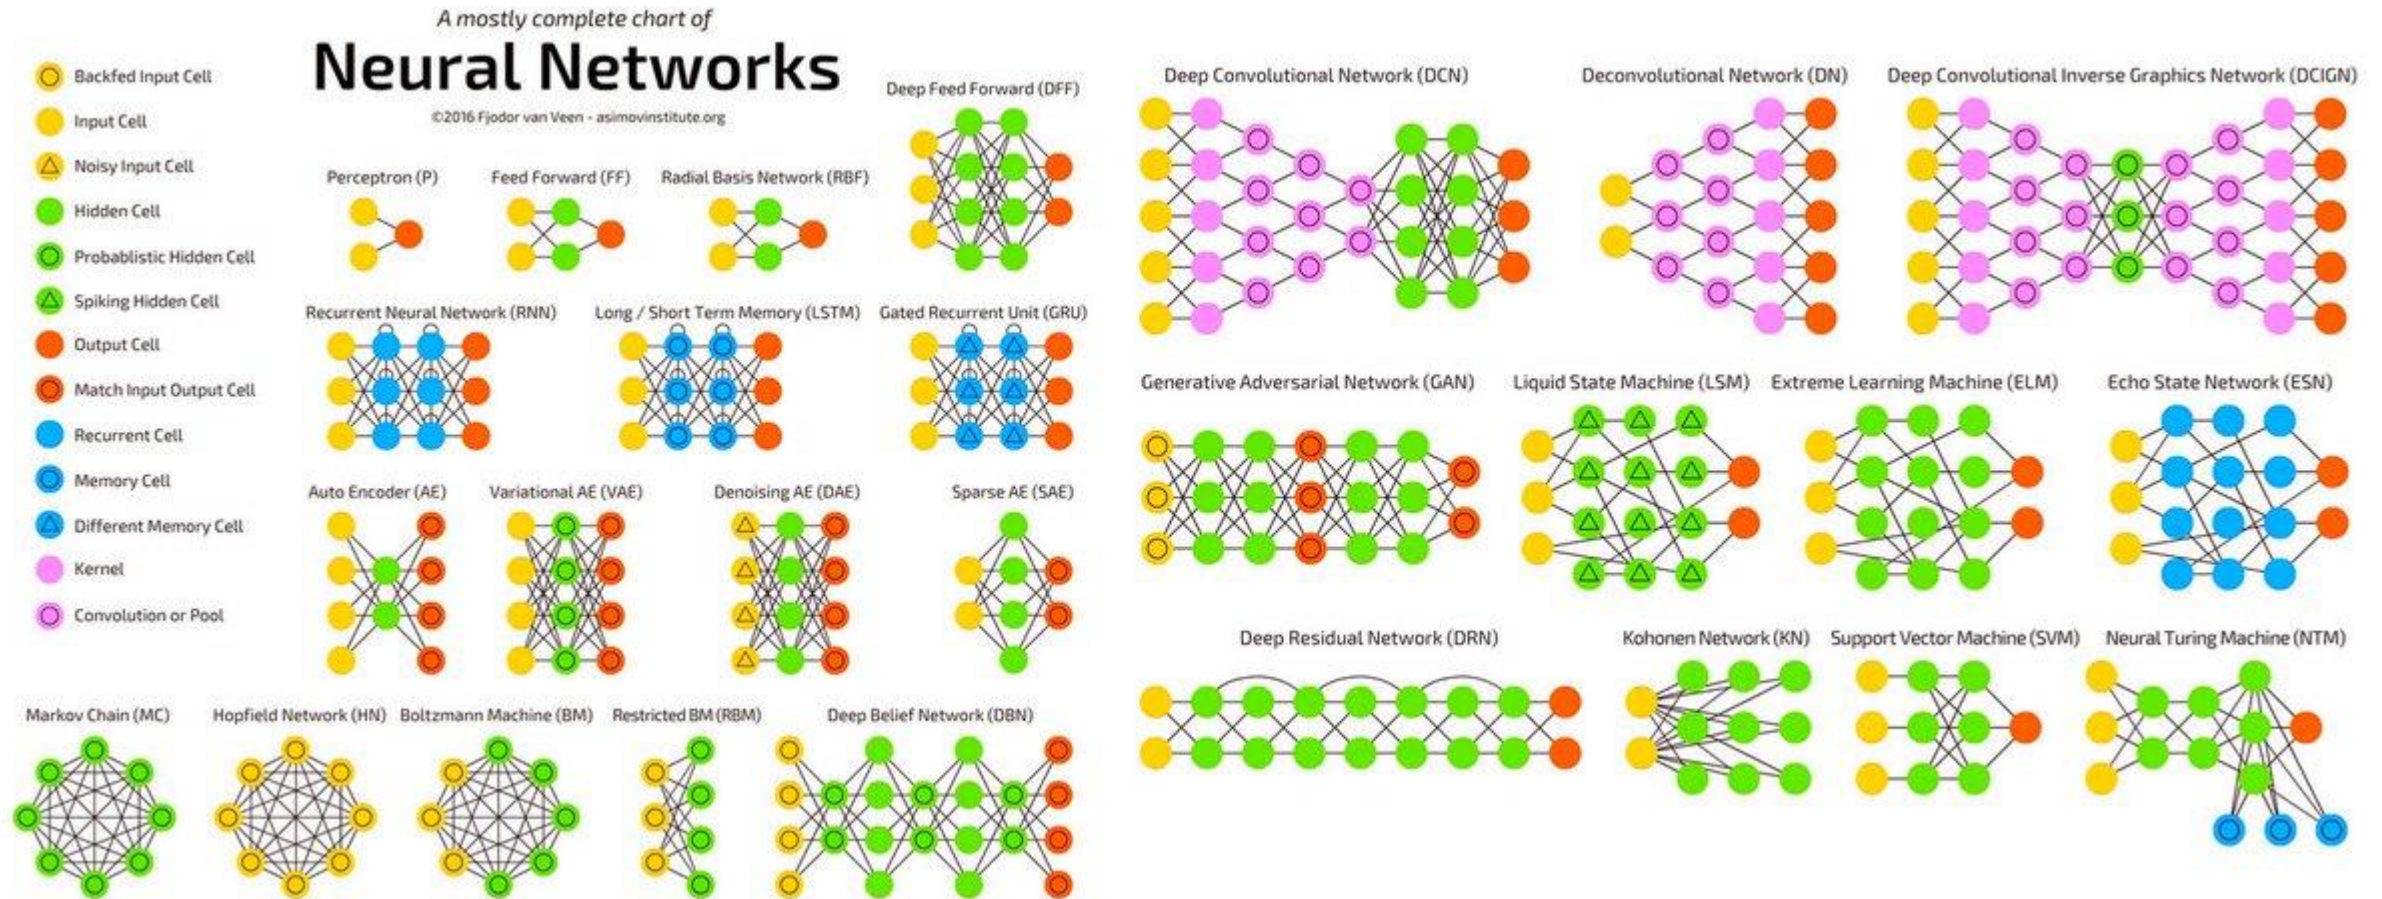 A mostly complete chart of
Neural Networks
©2016 Fjodor van Veen - asimovinstitute.org
Backfed Input Cell
Input Cell
Noisy Input Cell
Hidden Cell
Probablistic Hidden Cell
Spiking Hidden Cell
Output Cell
Match Input Output Cell
Recurrent Cell
Memory Cell
Different Memory Cell
Kernel
Convolution or Pool
Deep Feed Forward (DFF)
Perceptron (P)
Feed Forward (FF)
Radial Basis Network (RBF)
Recurrent Neural Network (RNN)
Long / Short Term Memory (LSTM)
Gated Recurrent Unit (GRU)
Auto Encoder (AE)
Variational AE (VAE)
Denoising AE (DAE)
Sparse AE (SAE)
Markov Chain (MC)
Hopfield Network (HN)
Boltzmann Machine (BM)
Restricted BM (RBM)
Deep Belief Network (DBN)
Deep Convolutional Network (DCN)
Deconvolutional Network (DN)
Deep Convolutional Inverse Graphics Network (DCIGN)
Generative Adversarial Network (GAN)
Liquid State Machine (LSM)
Extreme Learning Machine (ELM)
Echo State Network (ESN)
Deep Residual Network (DRN)
Kohonen Network (KN)
Support Vector Machine (SVM)
Neural Turing Machine (NTM)